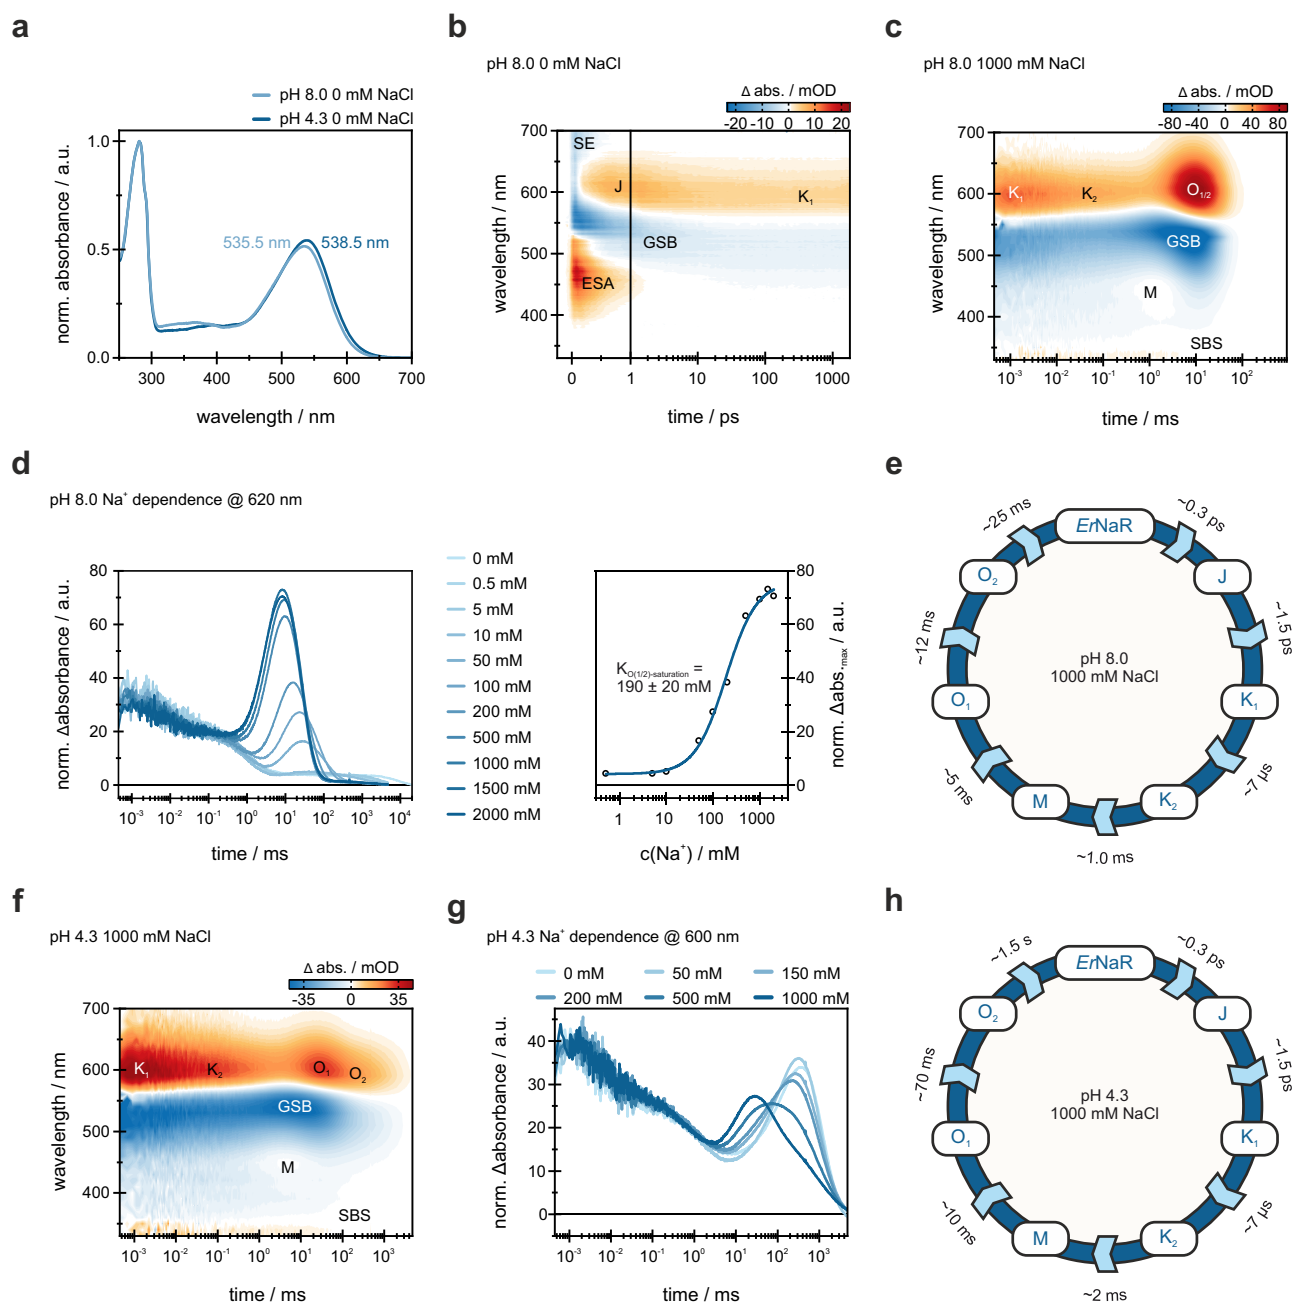 a
pH 8.0 0 mM NaCl
pH 4.3 0 mM NaCl
norm. absorbance / a.u.
1.0
0.5
0.0
535.5 nm
538.5 nm
300 400 500 600 700
wavelength / nm
b
pH 8.0 0 mM NaCl
Δ abs. / mOD
-20 -10 0 10 20
wavelength / nm
700
600
500
400
SE
J
K₁
GSB
ESA
0 1 10 100 1000
time / ps
c
pH 8.0 1000 mM NaCl
Δ abs. / mOD
-80 -40 0 40 80
wavelength / nm
700
600
500
400
K₁
K₂
O₁/₂
GSB
M
SBS
10⁻³ 10⁻² 10⁻¹ 10⁰ 10¹ 10²
time / ms
d
pH 8.0 Na⁺ dependence @ 620 nm
norm. Δabsorbance / a.u.
80
60
40
20
0
10⁻³ 10⁻² 10⁻¹ 10⁰ 10¹ 10² 10³ 10⁴
time / ms
0 mM
0.5 mM
5 mM
10 mM
50 mM
100 mM
200 mM
500 mM
1000 mM
1500 mM
2000 mM
K O(1/2)-saturation =
190 ± 20 mM
80
60
40
20
0
norm. Δabs.max / a.u.
1 10 100 1000
c(Na⁺) / mM
e
ErNaR
~0.3 ps
J
~1.5 ps
K₁
~7 µs
K₂
~1.0 ms
M
~5 ms
O₁
~12 ms
O₂
~25 ms
pH 8.0
1000 mM NaCl
f
pH 4.3 1000 mM NaCl
Δ abs. / mOD
-35 0 35
wavelength / nm
700
600
500
400
K₁
K₂
O₁
O₂
GSB
M
SBS
10⁻³ 10⁻² 10⁻¹ 10⁰ 10¹ 10² 10³
time / ms
g
pH 4.3 Na⁺ dependence @ 600 nm
0 mM 50 mM 150 mM
200 mM 500 mM 1000 mM
norm. Δabsorbance / a.u.
40
30
20
10
0
10⁻³ 10⁻² 10⁻¹ 10⁰ 10¹ 10² 10³
time / ms
h
ErNaR
~0.3 ps
J
~1.5 ps
K₁
~7 µs
K₂
~2 ms
M
~10 ms
O₁
~70 ms
O₂
~1.5 s
pH 4.3
1000 mM NaCl